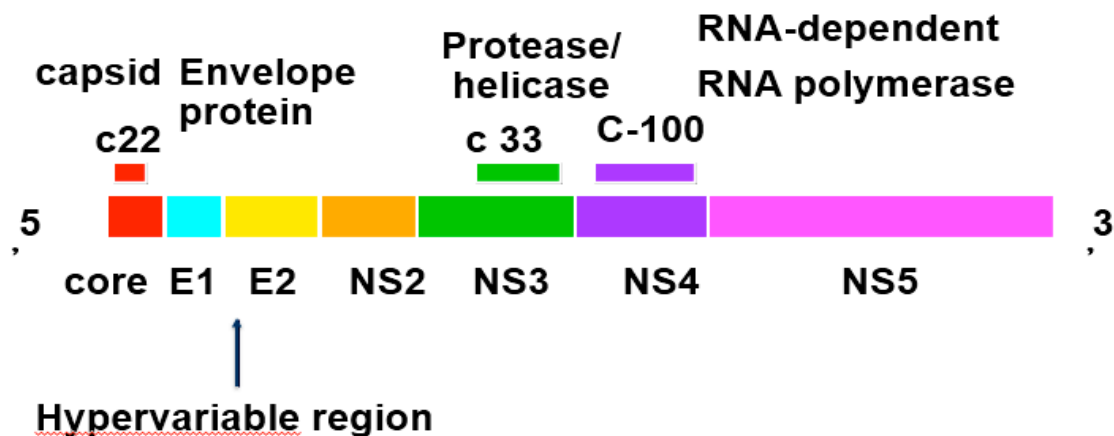 capsid
Envelope
protein
Protease/
helicase
RNA-dependent
RNA polymerase
c22
c 33
C-100
5
,
3
,
core
E1
E2
NS2
NS3
NS4
NS5
Hypervariable region